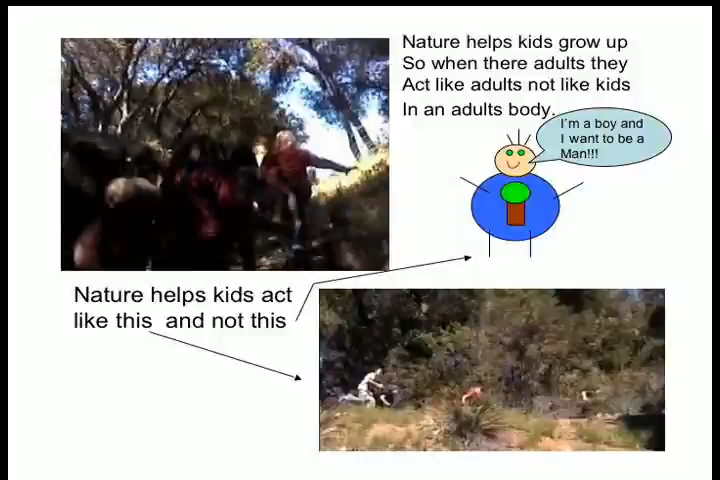 Nature helps kids grow up
So when there adults they
Act like adults not like kids
In an adults body.
I'm a boy and
I want to be a
Man!!!
Nature helps kids act
like this  and not this